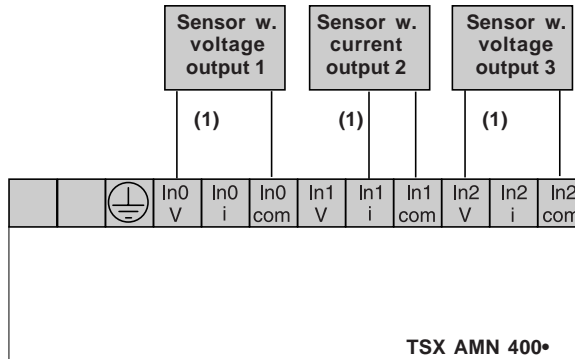 Sensor w. voltage output 1
Sensor w. current output 2
Sensor w. voltage output 3
(1) (1) (1)
In0 In0 In0 In1 In1 In1 In2 In2 In2
V i com V i com V i com
TSX AMN 400•